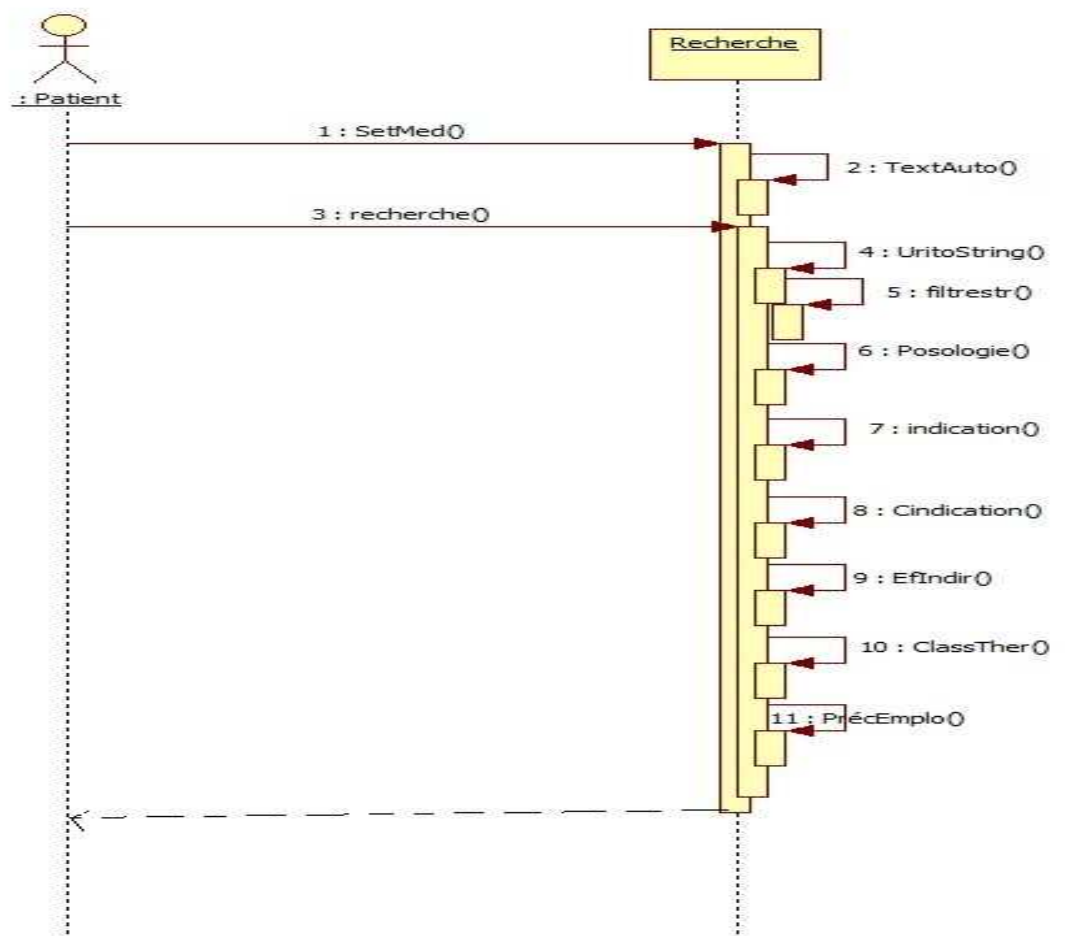 Recherche
: Patient
1 : SetMed()
2 : TextAuto()
3 : recherche()
4 : UritoString()
5 : filtrestr()
6 : Posologie()
7 : indication()
8 : Cindication()
9 : EfIndir()
10 : ClassTher()
11 : PrécEmplo()